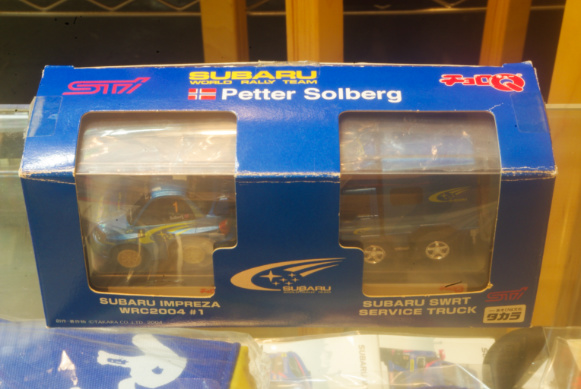 STi
SUBARU
WORLD RALLY TEAM
チョロQ
Petter Solberg
SUBARU
SUBARU IMPREZA
WRC2004 #1
SUBARU SWRT
SERVICE TRUCK
STi
タカラ
SUBARU